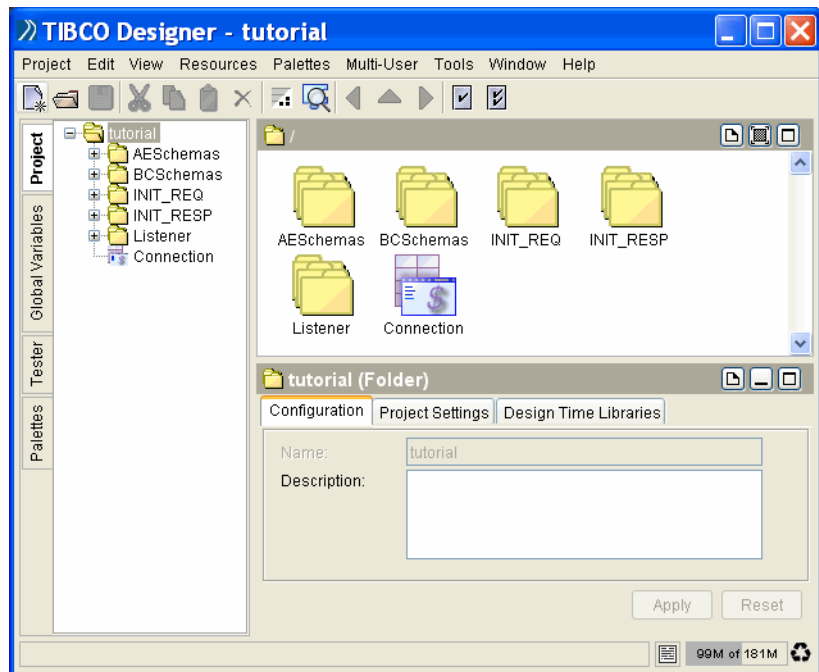 TIBCO Designer - tutorial
Project Edit View Resources Palettes Multi-User Tools Window Help
Project
Global Variables
Tester
Palettes
tutorial
AESchemas
BCSchemas
INIT_REQ
INIT_RESP
Listener
Connection
/
AESchemas BCSchemas INIT_REQ INIT_RESP
Listener Connection
tutorial (Folder)
Configuration Project Settings Design Time Libraries
Name: tutorial
Description:
Apply Reset
99M of 181M